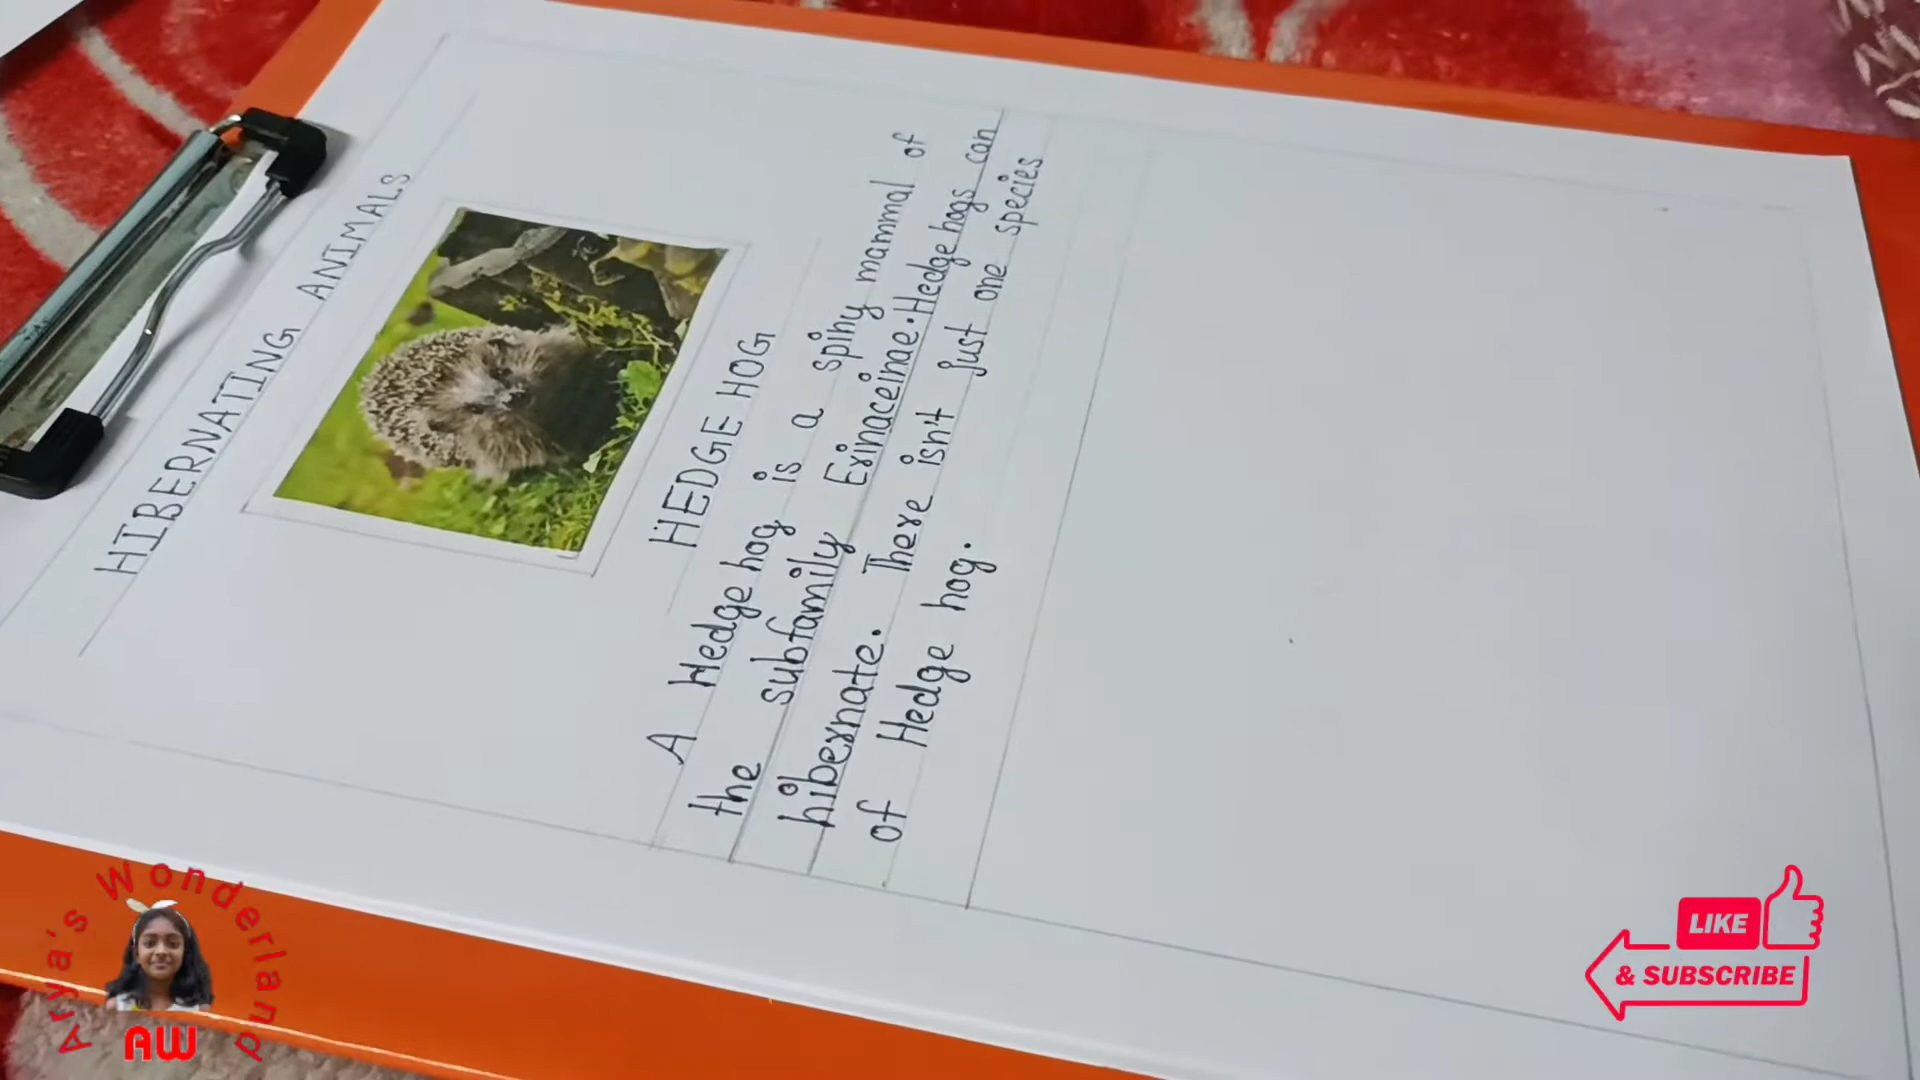 HIBERNATING ANIMALS
HEDGE HOG
A Hedge hog is a spiny mammal of
the subfamily Erinaceinae. Hedge hogs can
hibernate. There isn't just one species
of Hedge hog.
Arya's Wonderland
AW
LIKE
& SUBSCRIBE